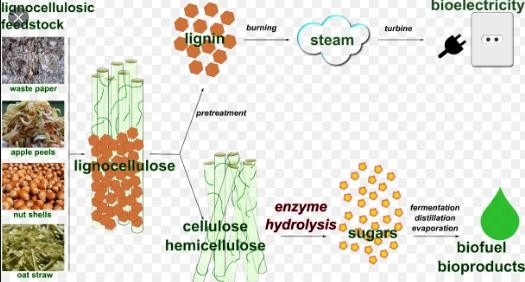 lignocellulosic
feedstock
waste paper
apple peels
nut shells
oat straw
lignocellulose
pretreatment
lignin
burning
steam
turbine
bioelectricity
cellulose
hemicellulose
enzyme
hydrolysis
sugars
fermentation
distillation
evaporation
biofuel
bioproducts